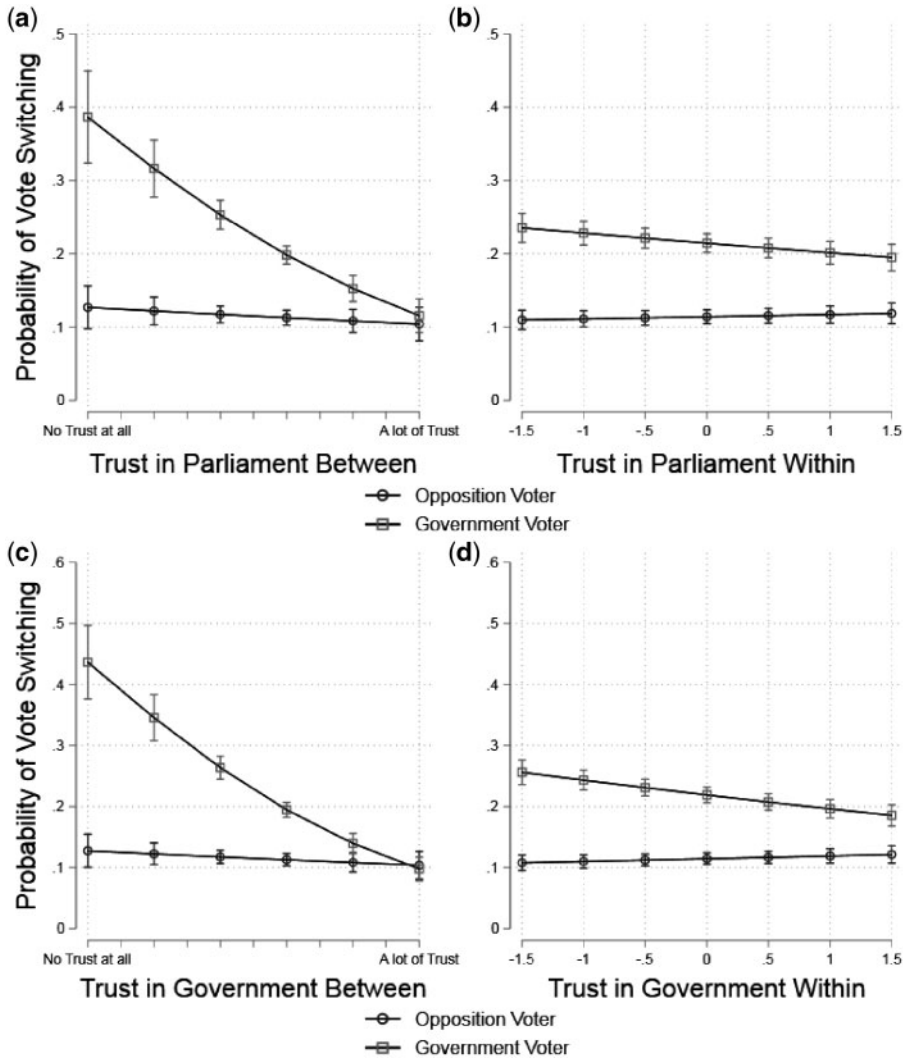 (a)
Probability of Vote Switching
.5
.4
.3
.2
.1
0
No Trust at all
A lot of Trust
Trust in Parliament Between
(b)
.5
.4
.3
.2
.1
0
-1.5
-1
-.5
0
.5
1
1.5
Trust in Parliament Within
Opposition Voter
Government Voter
(c)
Probability of Vote Switching
.6
.5
.4
.3
.2
.1
0
No Trust at all
A lot of Trust
Trust in Government Between
(d)
.6
.5
.4
.3
.2
.1
0
-1.5
-1
-.5
0
.5
1
1.5
Trust in Government Within
Opposition Voter
Government Voter